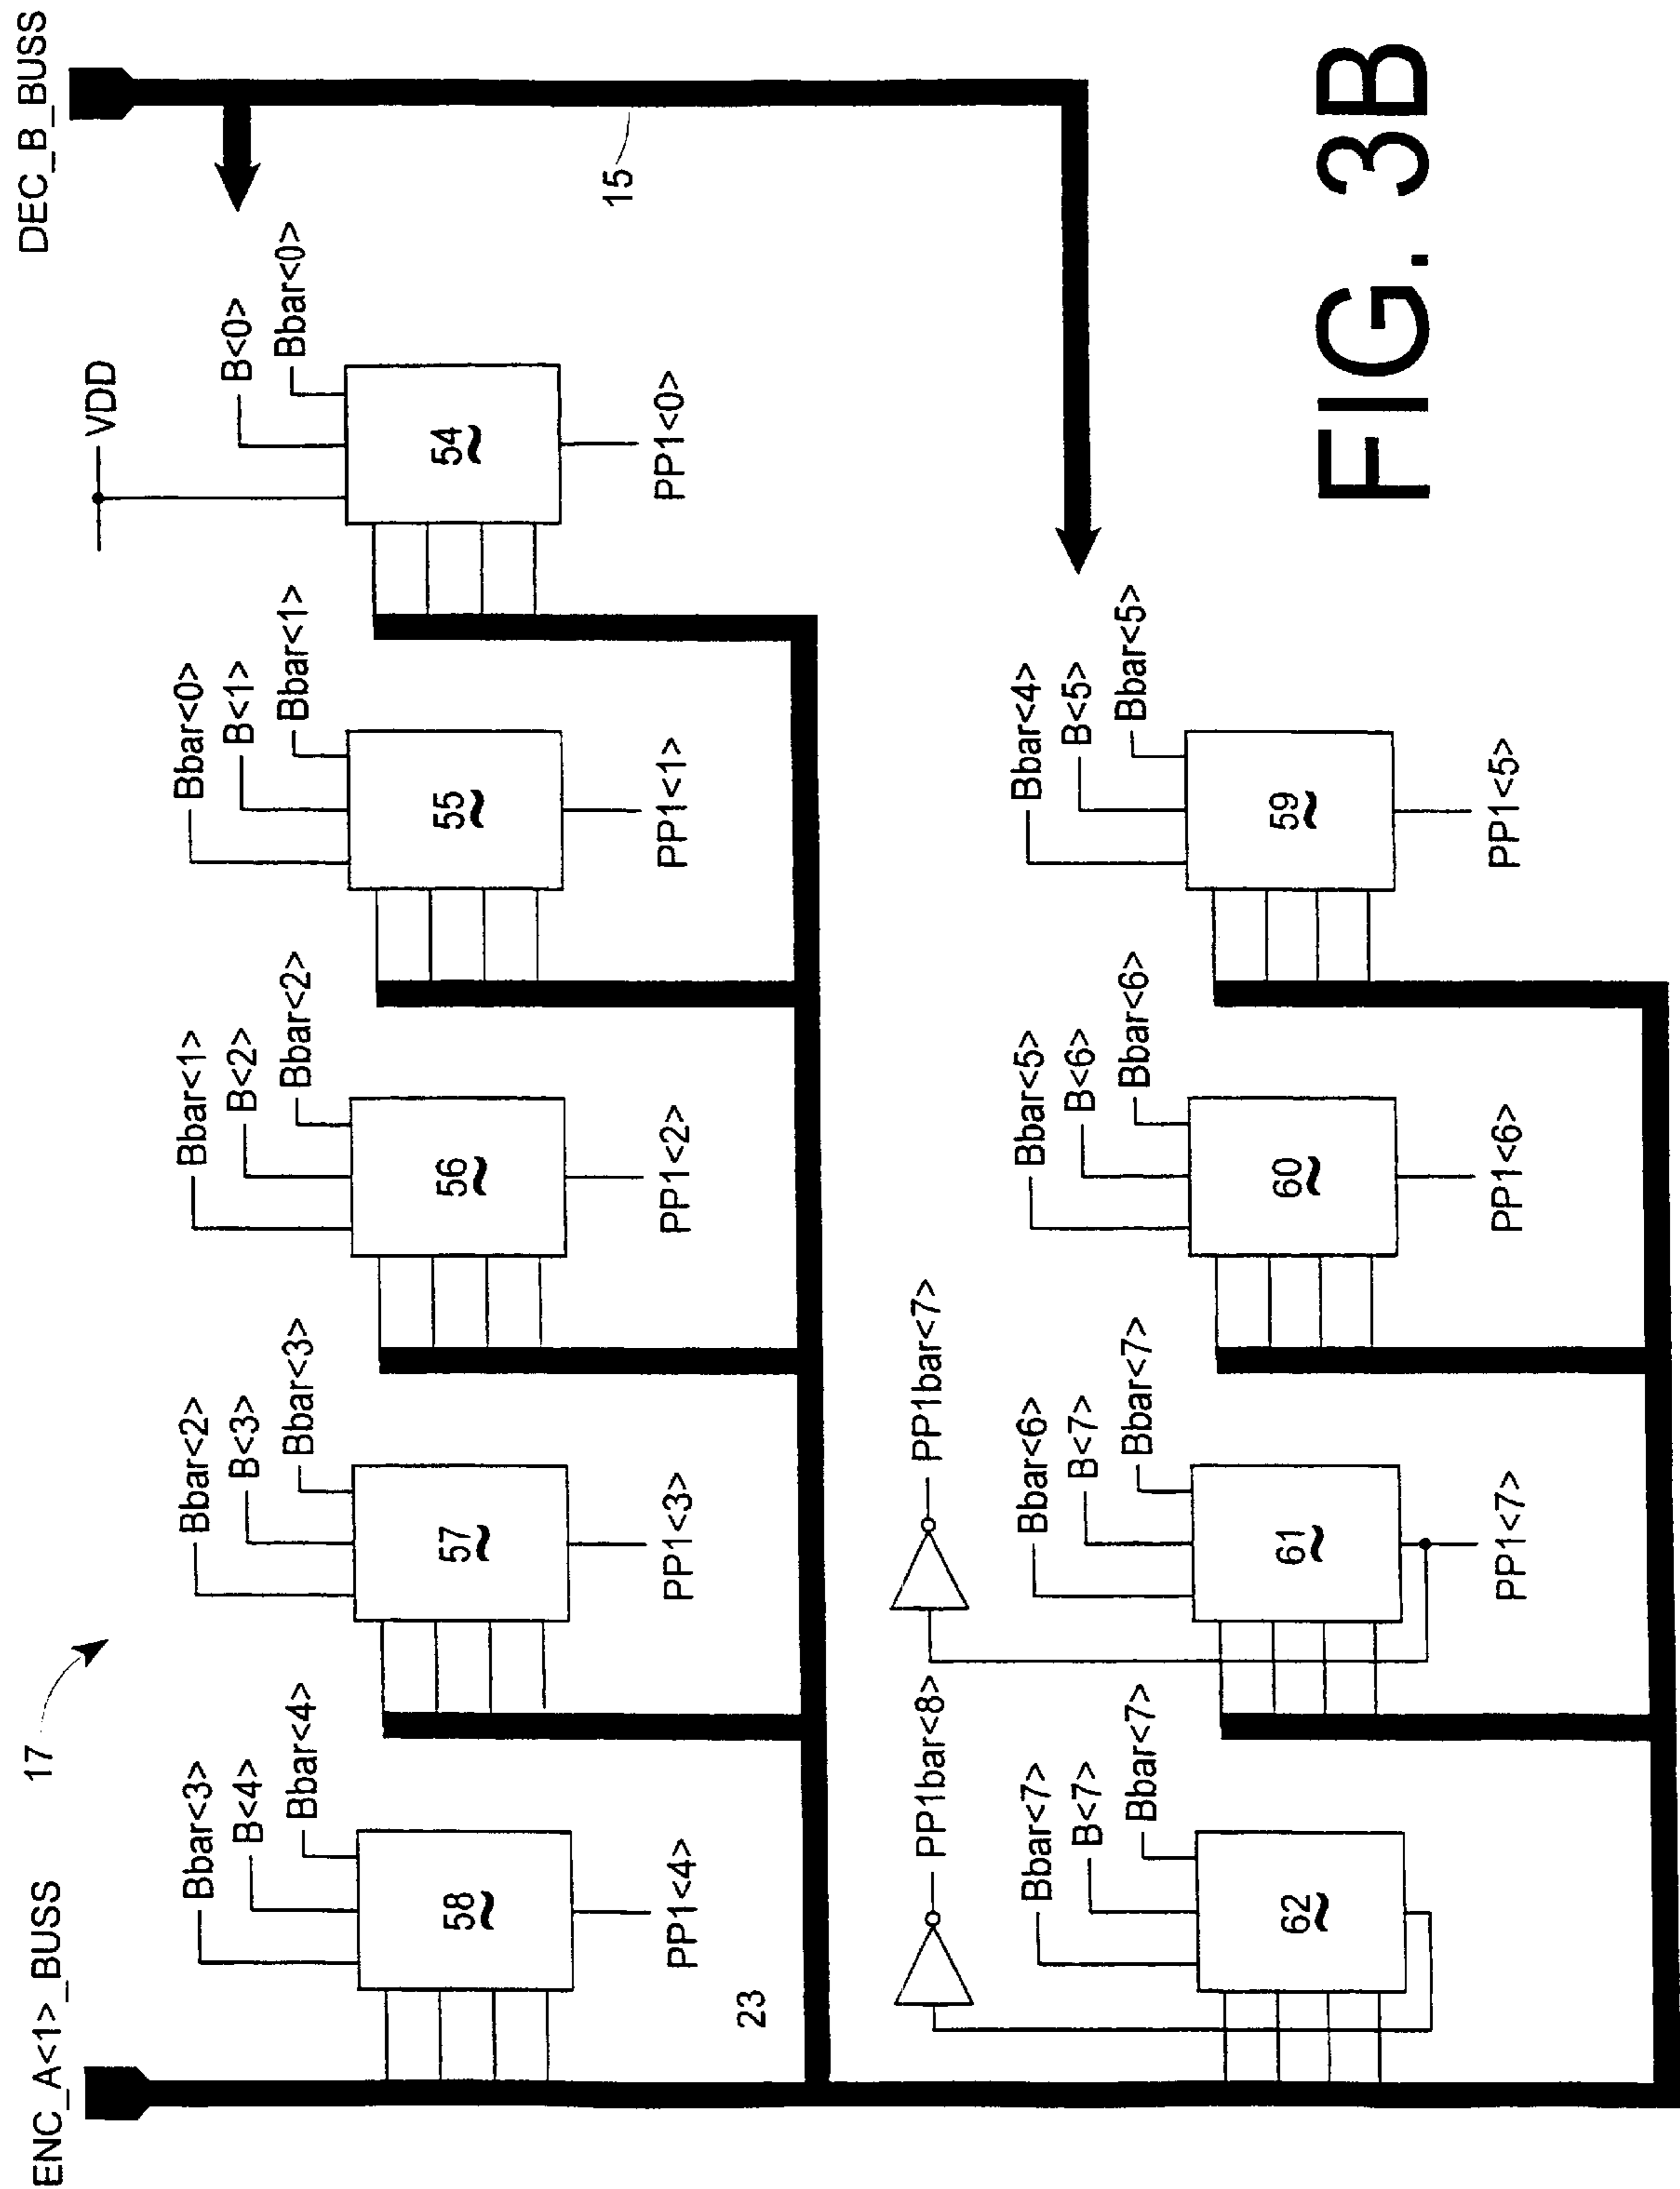 ENC_A<1>_BUSS
17
DEC_B_BUSS
VDD
Bbar<3>
B<4>
Bbar<4>
58
PP1<4>
Bbar<2>
B<3>
Bbar<3>
57
PP1<3>
Bbar<1>
B<2>
Bbar<2>
56
PP1<2>
Bbar<0>
B<1>
Bbar<1>
55
PP1<1>
B<0>
Bbar<0>
54
PP1<0>
15
23
PP1bar<8>
Bbar<7>
B<7>
Bbar<7>
62
PP1bar<7>
Bbar<6>
B<7>
Bbar<7>
61
PP1<7>
Bbar<5>
B<6>
Bbar<6>
60
PP1<6>
Bbar<4>
B<5>
Bbar<5>
59
PP1<5>
FIG. 3B